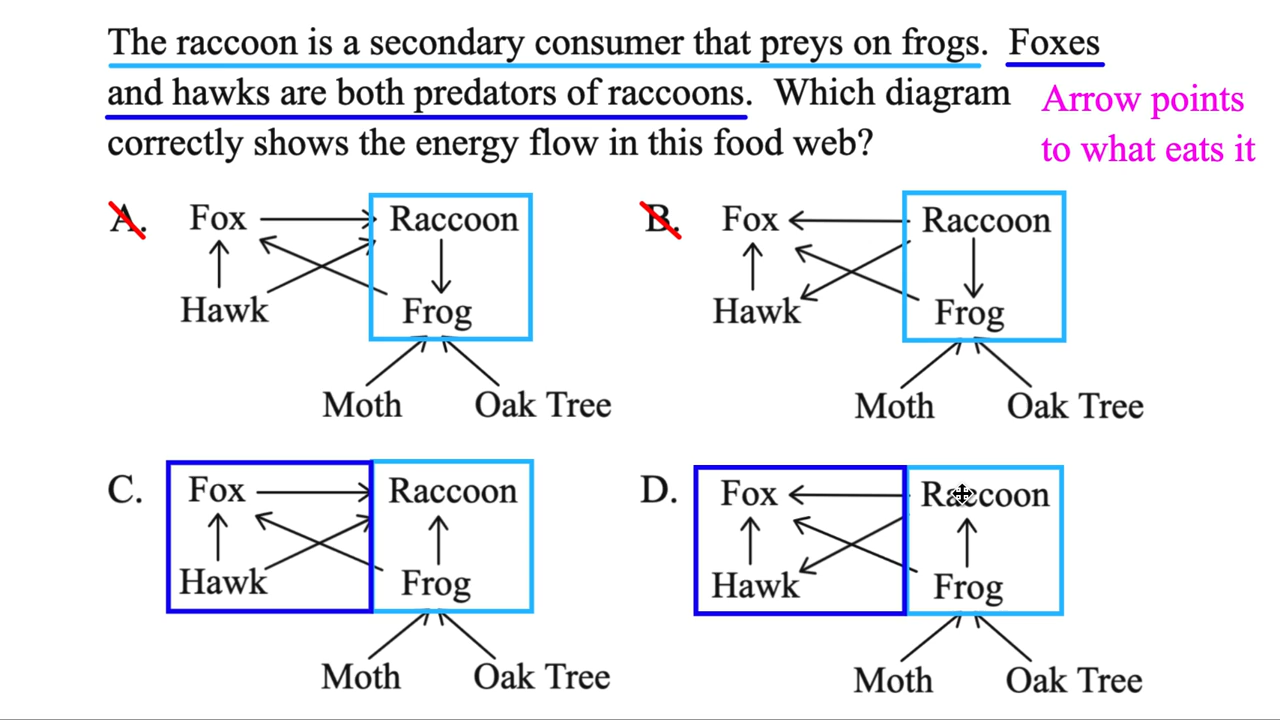 The raccoon is a secondary consumer that preys on frogs. Foxes
and hawks are both predators of raccoons. Which diagram
correctly shows the energy flow in this food web?
Arrow points
to what eats it
A. Fox Raccoon
Hawk Frog
Moth Oak Tree
B. Fox Raccoon
Hawk Frog
Moth Oak Tree
C. Fox Raccoon
Hawk Frog
Moth Oak Tree
D. Fox Raccoon
Hawk Frog
Moth Oak Tree